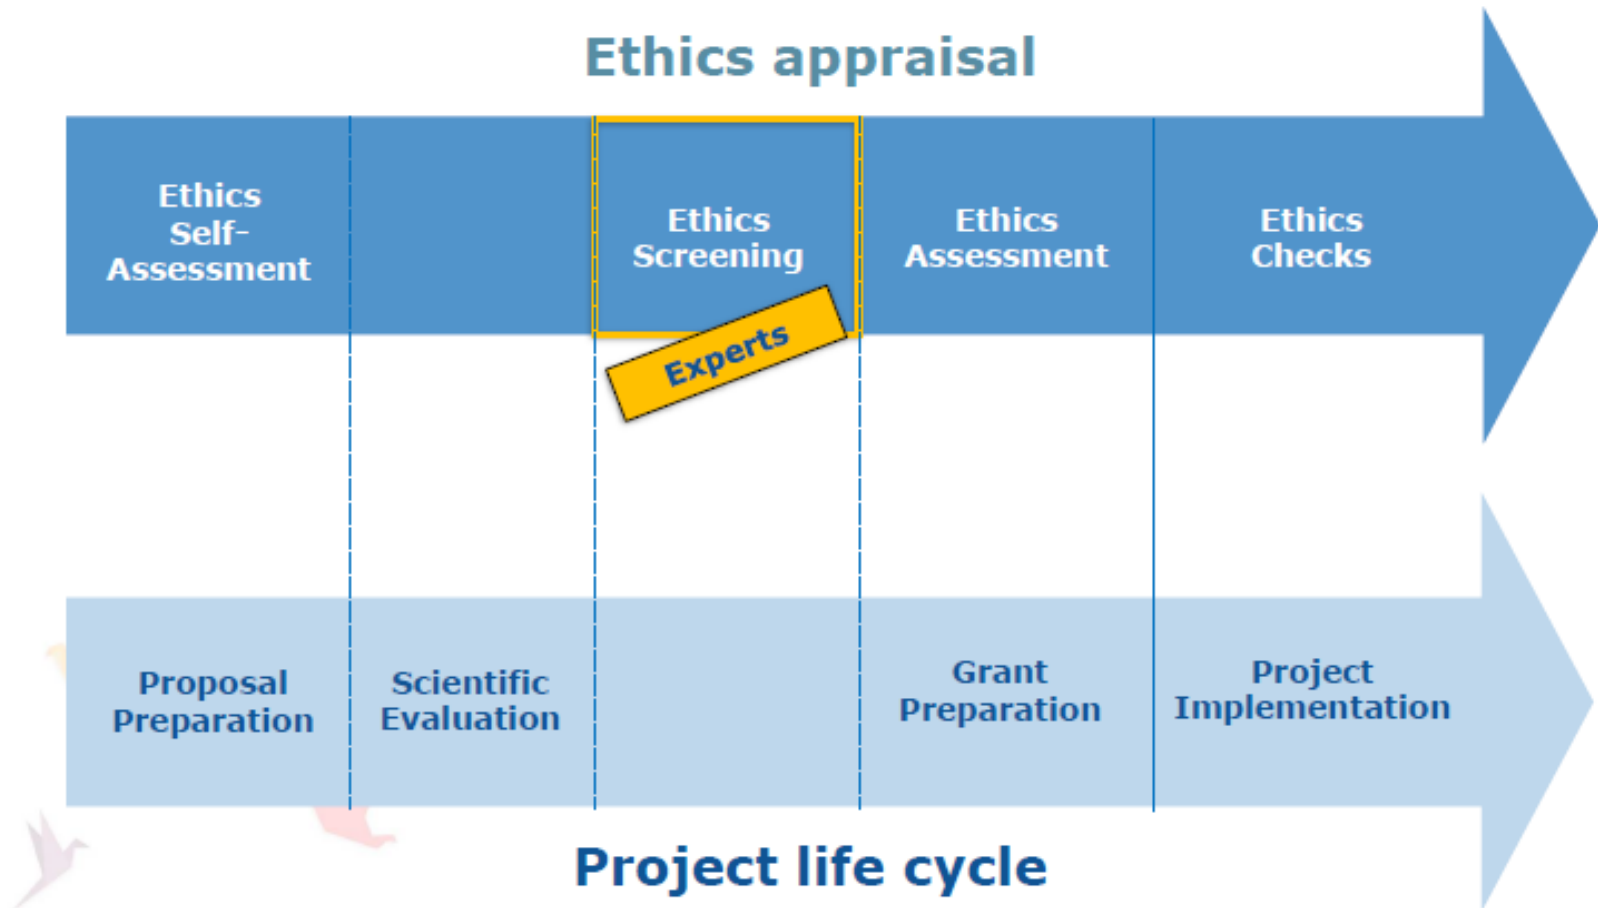 Ethics appraisal
Ethics
Self-
Assessment
Ethics
Screening
Ethics
Assessment
Ethics
Checks
Experts
Proposal
Preparation
Scientific
Evaluation
Grant
Preparation
Project
Implementation
Project life cycle